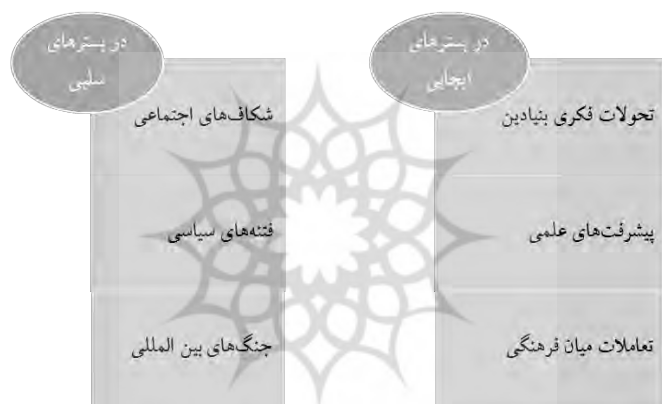 در بسترهای
ایجابی
تحولات فکری بنیادین
پیشرفت‌های علمی
تعاملات میان فرهنگی
در بسترهای
سلبی
شکاف‌های اجتماعی
فتنه‌های سیاسی
جنگ‌های بین المللی